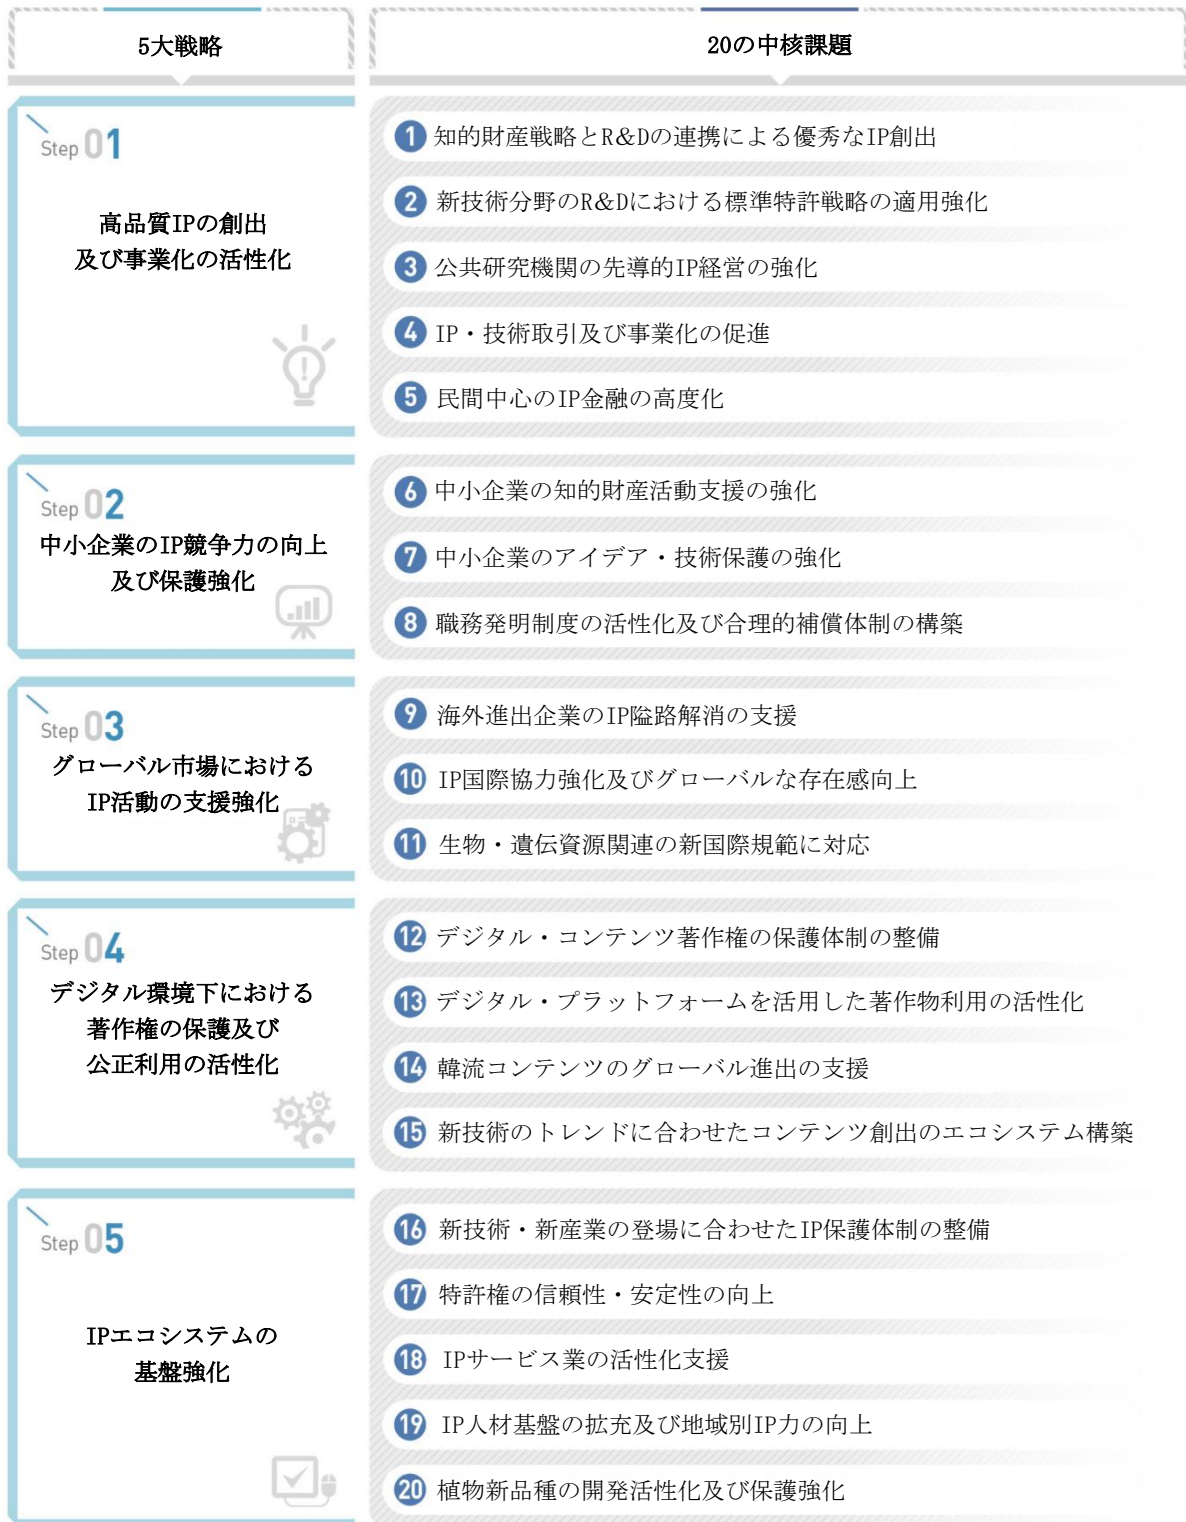 5大戦略
20の中核課題
Step 01
高品質IPの創出
及び事業化の活性化
1 知的財産戦略とR&Dの連携による優秀なIP創出
2 新技術分野のR&Dにおける標準特許戦略の適用強化
3 公共研究機関の先導的IP経営の強化
4 IP・技術取引及び事業化の促進
5 民間中心のIP金融の高度化
Step 02
中小企業のIP競争力の向上
及び保護強化
6 中小企業の知的財産活動支援の強化
7 中小企業のアイデア・技術保護の強化
8 職務発明制度の活性化及び合理的補償体制の構築
Step 03
グローバル市場における
IP活動の支援強化
9 海外進出企業のIP隘路解消の支援
10 IP国際協力強化及びグローバルな存在感向上
11 生物・遺伝資源関連の新国際規範に対応
Step 04
デジタル環境下における
著作権の保護及び
公正利用の活性化
12 デジタル・コンテンツ著作権の保護体制の整備
13 デジタル・プラットフォームを活用した著作物利用の活性化
14 韓流コンテンツのグローバル進出の支援
15 新技術のトレンドに合わせたコンテンツ創出のエコシステム構築
Step 05
IPエコシステムの
基盤強化
16 新技術・新産業の登場に合わせたIP保護体制の整備
17 特許権の信頼性・安定性の向上
18 IPサービス業の活性化支援
19 IP人材基盤の拡充及び地域別IP力の向上
20 植物新品種の開発活性化及び保護強化